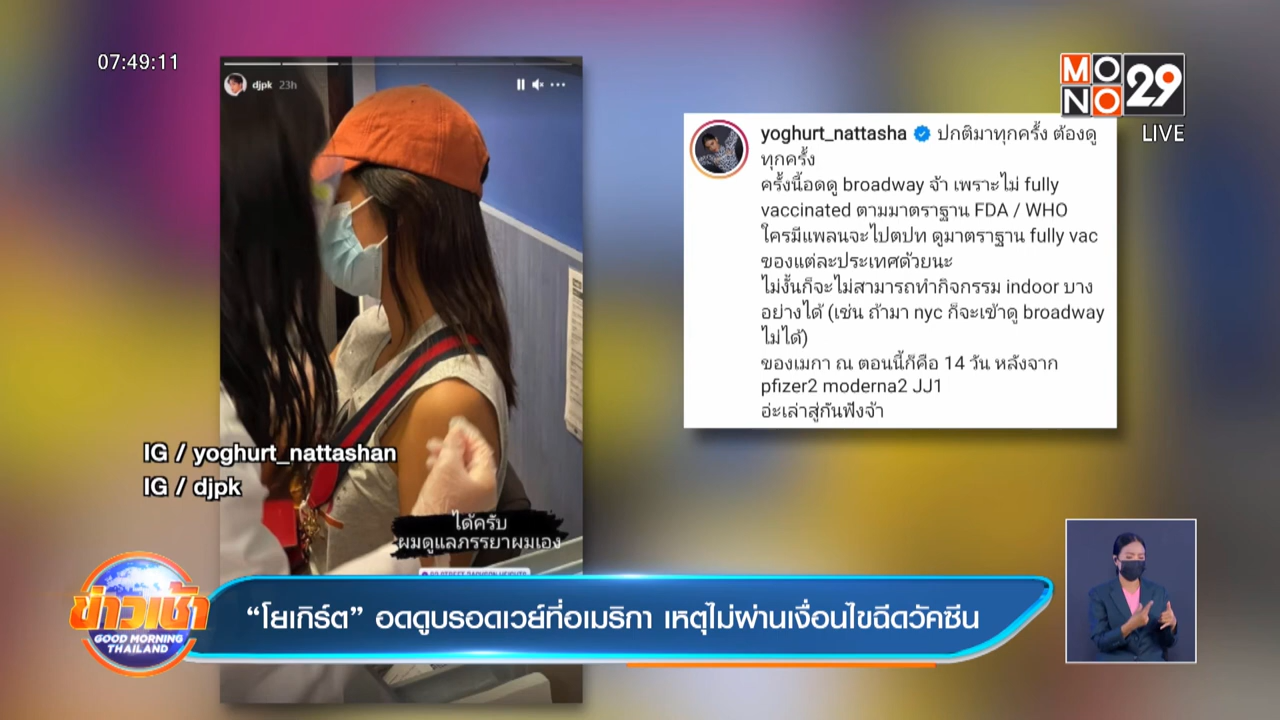 07:49:11
djpk 23h
MONO 29
LIVE
yoghurt_nattasha ปกติมาทุกครั้ง ต้องดู
ทุกครั้ง
ครั้งนี้อดดู broadway จ้า เพราะไม่ fully
vaccinated ตามมาตราฐาน FDA / WHO
ใครมีแพลนจะไปตปท ดูมาตราฐาน fully vac
ของแต่ละประเทศด้วยนะ
ไม่งั้นก็จะไม่สามารถทำกิจกรรม indoor บาง
อย่างได้ (เช่น ถ้ามา nyc ก็จะเข้าดู broadway
ไม่ได้)
ของเมกา ณ ตอนนี้ก็คือ 14 วัน หลังจาก
pfizer2 moderna2 JJ1
อ่ะเล่าสู่กันฟังจ้า
IG / yoghurt_nattashan
IG / djpk
ได้ครับ
ผมดูแลภรรยาผมเอง
ข่าวเช้า
GOOD MORNING
THAILAND
“โยเกิร์ต” อดดูบรอดเวย์ที่อเมริกา เหตุไม่ผ่านเงื่อนไขฉีดวัคซีน